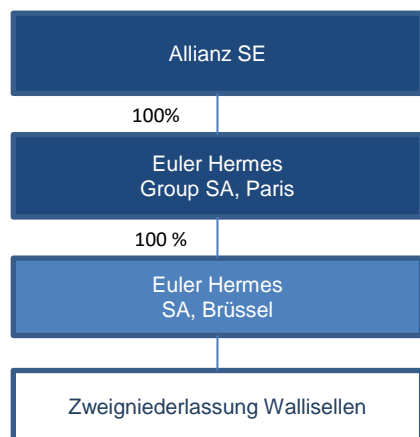 Allianz SE
100%
Euler Hermes
Group SA, Paris
100 %
Euler Hermes
SA, Brüssel
Zweigniederlassung Wallisellen